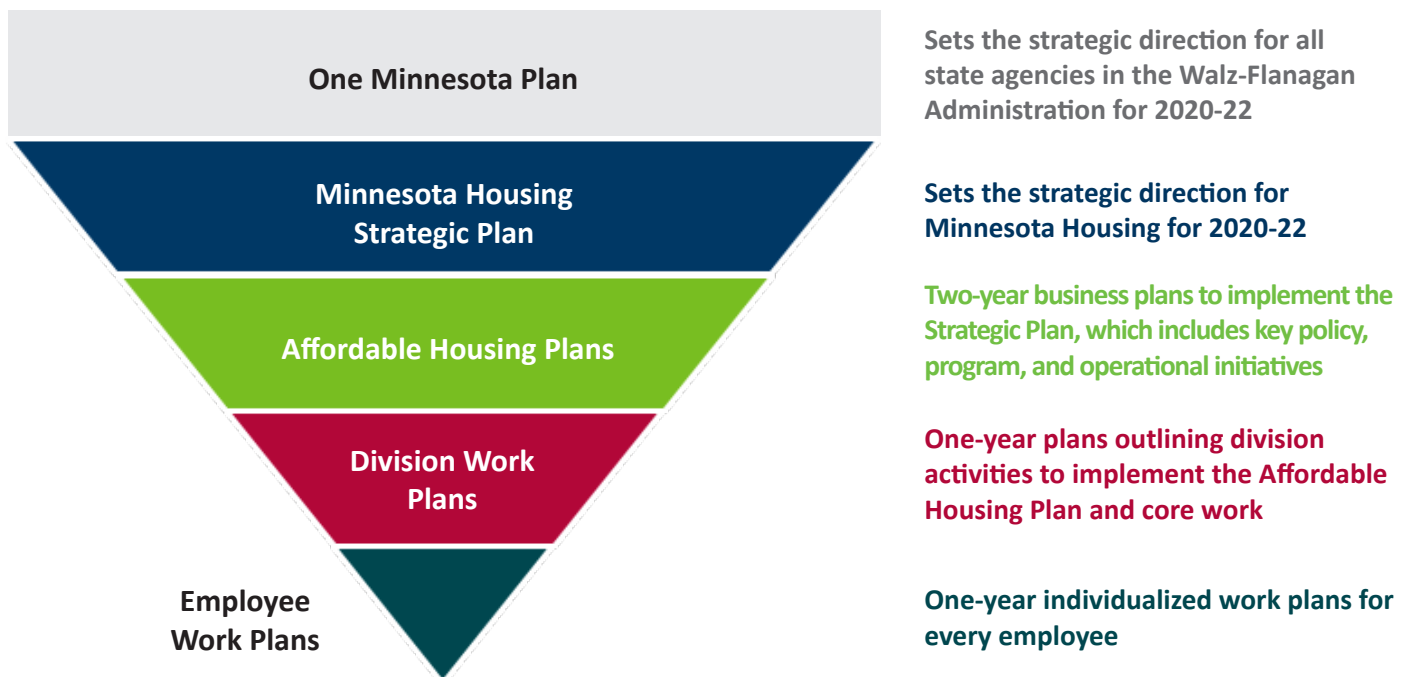 One Minnesota Plan
Sets the strategic direction for all
state agencies in the Walz-Flanagan
Administration for 2020-22
Minnesota Housing
Strategic Plan
Sets the strategic direction for
Minnesota Housing for 2020-22
Affordable Housing Plans
Two-year business plans to implement the
Strategic Plan, which includes key policy,
program, and operational initiatives
Division Work
Plans
One-year plans outlining division
activities to implement the Affordable
Housing Plan and core work
Employee
Work Plans
One-year individualized work plans for
every employee